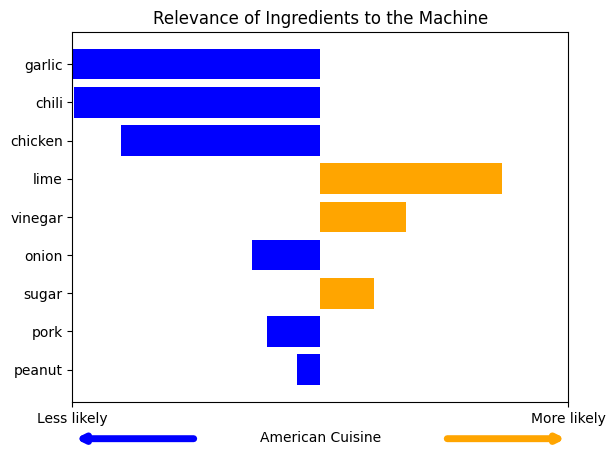 Relevance of Ingredients to the Machine
garlic
chili
chicken
lime
vinegar
onion
sugar
pork
peanut
Less likely More likely
American Cuisine